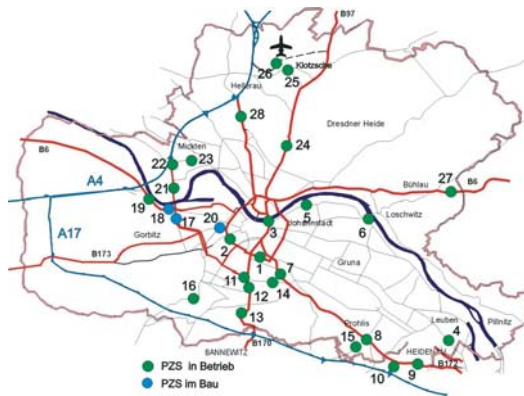 B97
26
25
Klotzsche
Hellerau
28
24
Dresdner Heide
B6
Mickten
22
23
21
A4
19
18
17
20
27
B6
Bühlau
Loschwitz
5
6
3
Johannstadt
A17
Gorbitz
B173
2
1
7
Gruna
11
12
14
16
13
Pillnitz
Leuben
4
Prohlis
8
15
BANNEWITZ
B170
HEIDENAU
B172
10
9
PZS in Betrieb
PZS im Bau